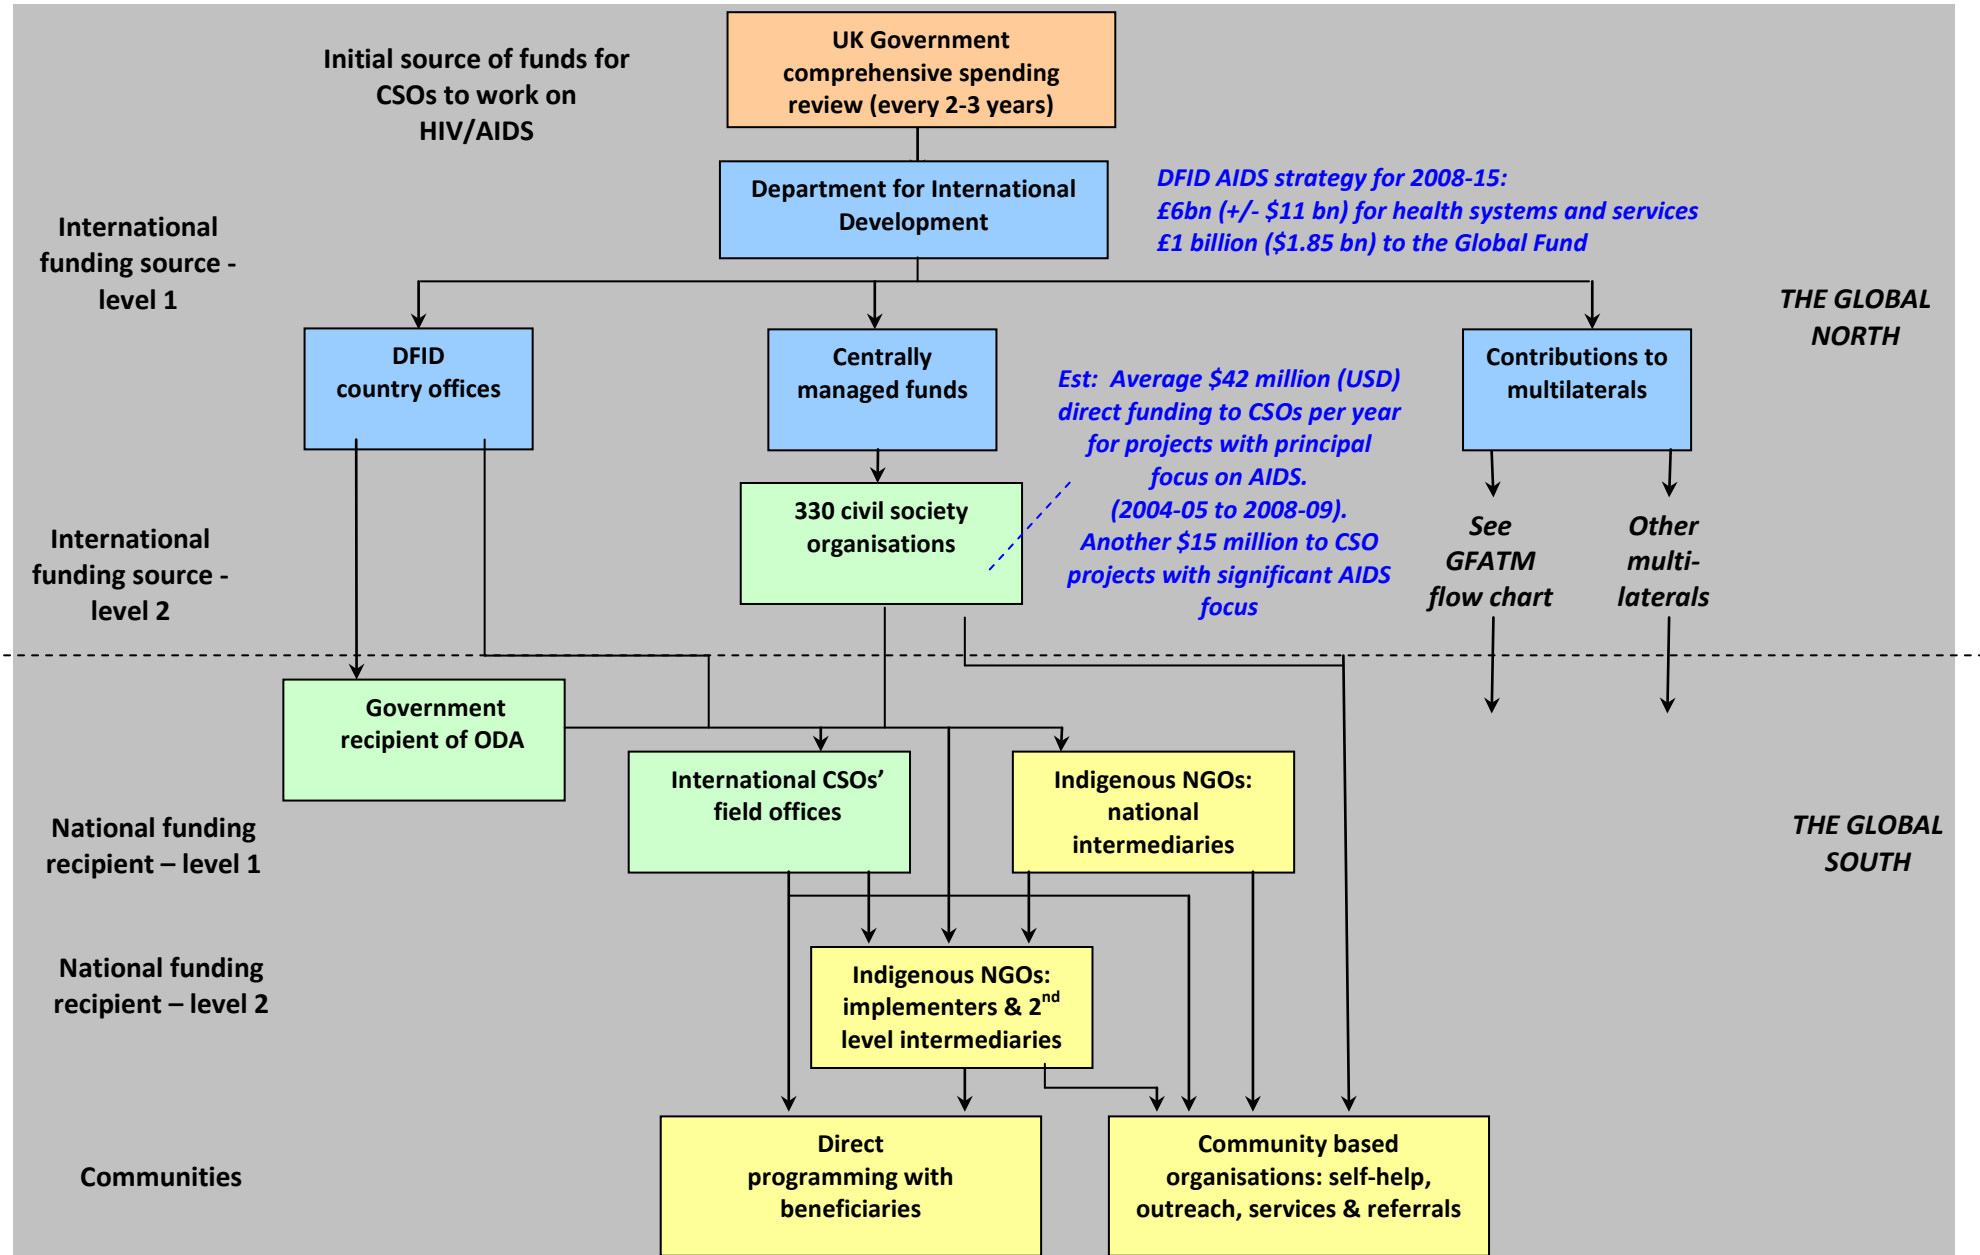 Initial source of funds for
CSOs to work on
HIV/AIDS
UK Government
comprehensive spending
review (every 2-3 years)
Department for International
Development
DFID AIDS strategy for 2008-15:
£6bn (+/- $11 bn) for health systems and services
£1 billion ($1.85 bn) to the Global Fund
International
funding source -
level 1
THE GLOBAL
NORTH
DFID
country offices
Centrally
managed funds
Contributions to
multilaterals
Est:  Average $42 million (USD)
direct funding to CSOs per year
for projects with principal
focus on AIDS.
(2004-05 to 2008-09).
Another $15 million to CSO
projects with significant AIDS
focus
International
funding source -
level 2
330 civil society
organisations
See
GFATM
flow chart
Other
multi-
laterals
Government
recipient of ODA
International CSOs’
field offices
Indigenous NGOs:
national
intermediaries
National funding
recipient – level 1
THE GLOBAL
SOUTH
National funding
recipient – level 2
Indigenous NGOs:
implementers & 2nd
level intermediaries
Communities
Direct
programming with
beneficiaries
Community based
organisations: self-help,
outreach, services & referrals